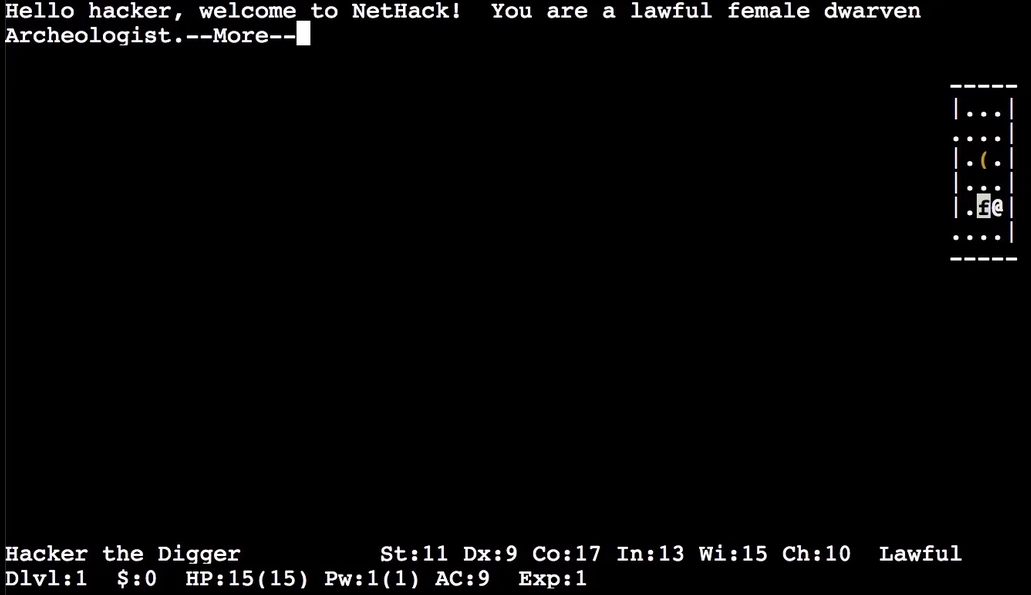 Hello hacker, welcome to NetHack!  You are a lawful female dwarven
Archeologist.--More--
-----
|...|
....|
|.(.|
|...|
|.f@|
....|
-----
Hacker the Digger          St:11 Dx:9 Co:17 In:13 Wi:15 Ch:10  Lawful
Dlvl:1  $:0  HP:15(15) Pw:1(1) AC:9  Exp:1